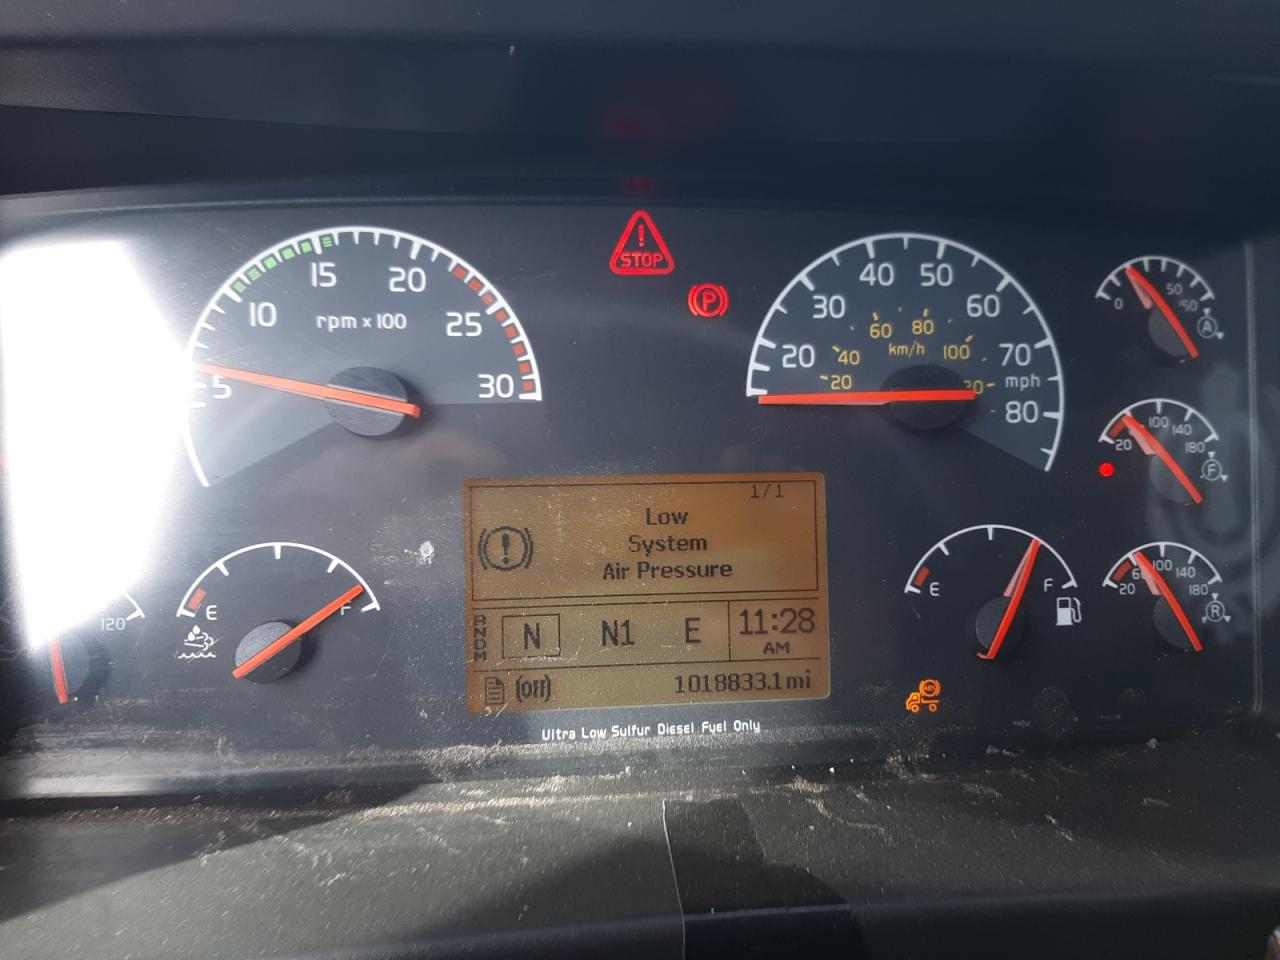 STOP
P
5
10
15
20
25
30
rpm x 100
20
30
40
50
60
70
80
mph
20
40
60
80
100
km/h
0
50
150
A
20
100
140
180
F
120
E
F
1/1
Low
System
Air Pressure
R
N
D
M
N
N1
E
11:28
AM
(off)
1018833.1 mi
Ultra Low Sulfur Diesel Fuel Only
E
F
ABS
20
100
140
180
R